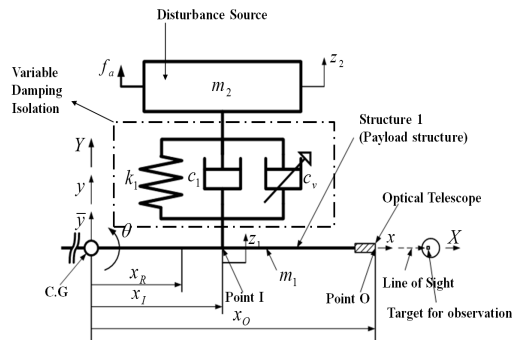 Disturbance Source
f_a
m_2
z_2
Variable
Damping
Isolation
Structure 1
(Payload structure)
Y
y
ȳ
k_1
c_1
c_v
Optical Telescope
θ
z_1
x
X
C.G
x_R
Point I
m_1
Point O
Line of Sight
x_I
Target for observation
x_O